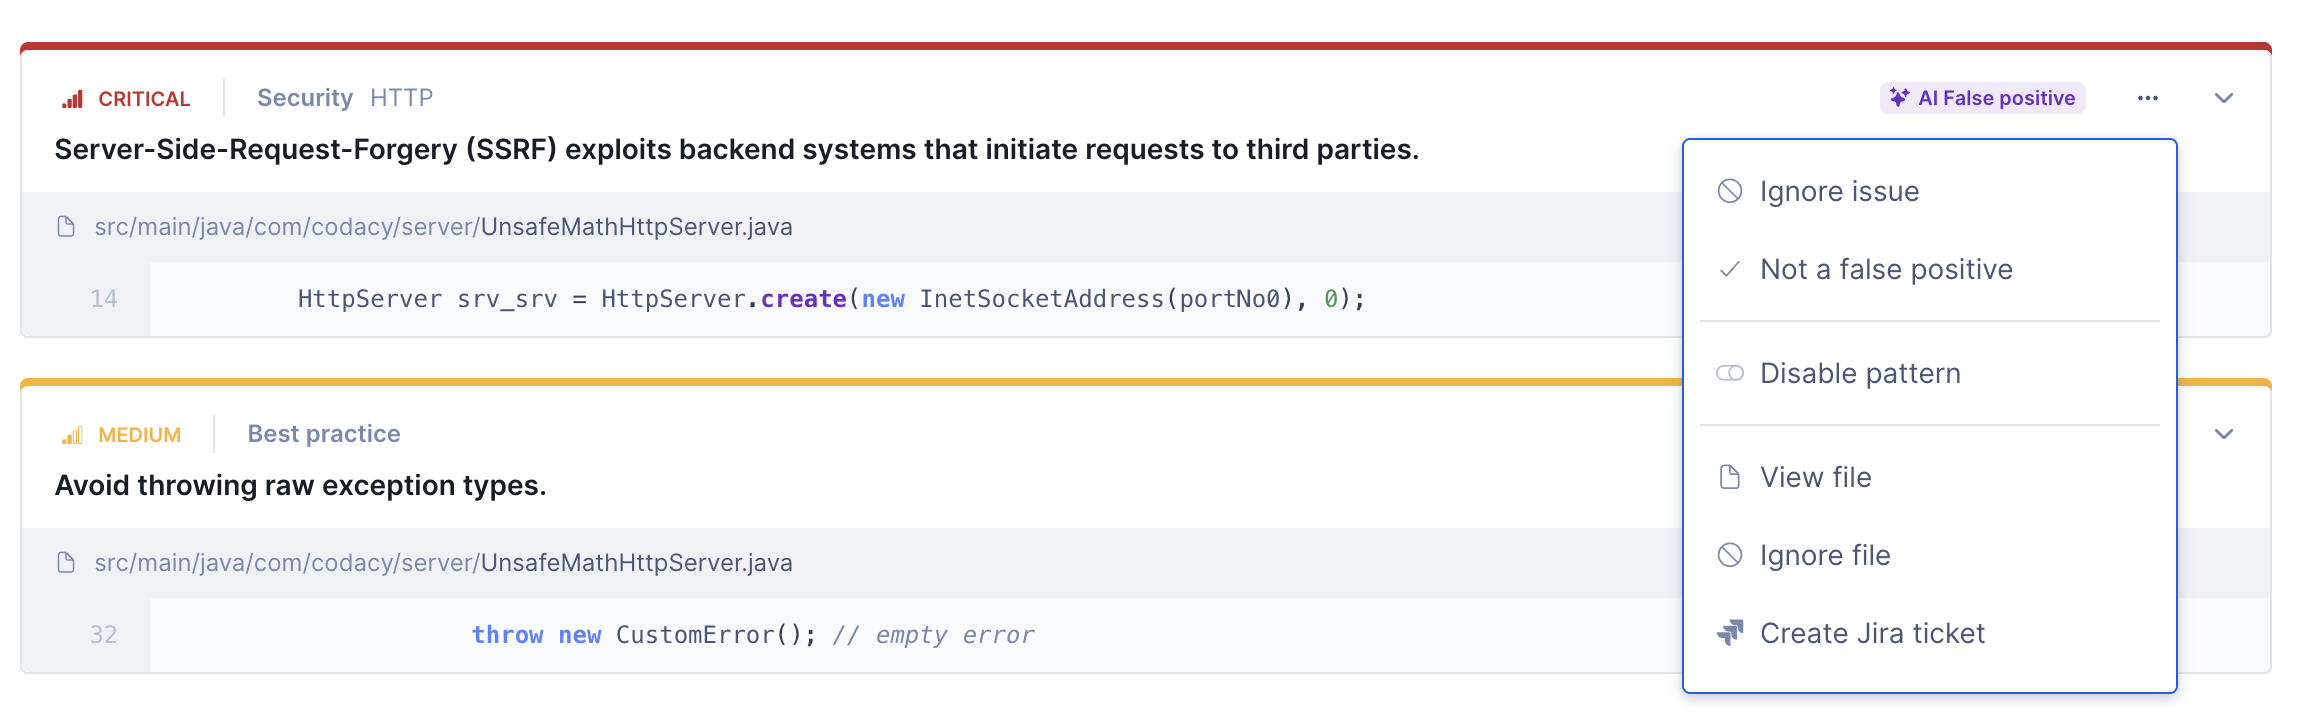 CRITICAL Security HTTP AI False positive
Server-Side-Request-Forgery (SSRF) exploits backend systems that initiate requests to third parties.
src/main/java/com/codacy/server/UnsafeMathHttpServer.java
14 HttpServer srv_srv = HttpServer.create(new InetSocketAddress(portNo0), 0);
MEDIUM Best practice
Avoid throwing raw exception types.
src/main/java/com/codacy/server/UnsafeMathHttpServer.java
32 throw new CustomError(); // empty error
Ignore issue
Not a false positive
Disable pattern
View file
Ignore file
Create Jira ticket